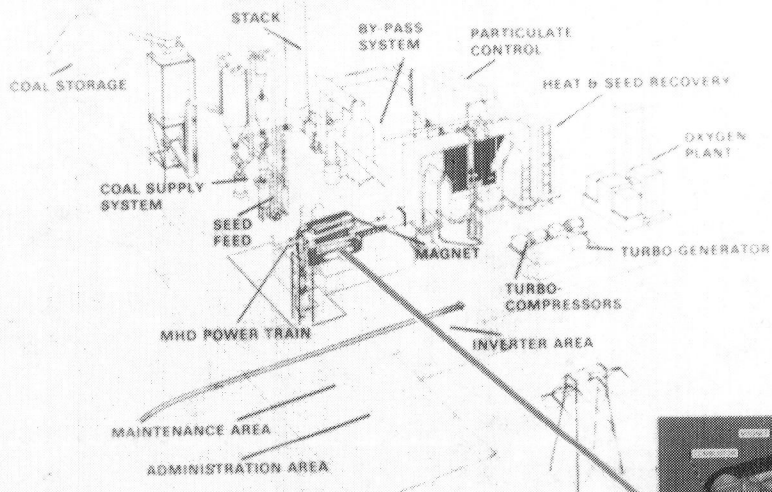 STACK
BY-PASS
SYSTEM
PARTICULATE
CONTROL
COAL STORAGE
HEAT & SEED RECOVERY
OXYGEN
PLANT
COAL SUPPLY
SYSTEM
SEED
FEED
MAGNET
TURBO-GENERATOR
TURBO-
COMPRESSORS
MHD POWER TRAIN
INVERTER AREA
MAINTENANCE AREA
ADMINISTRATION AREA
COMBUSTOR